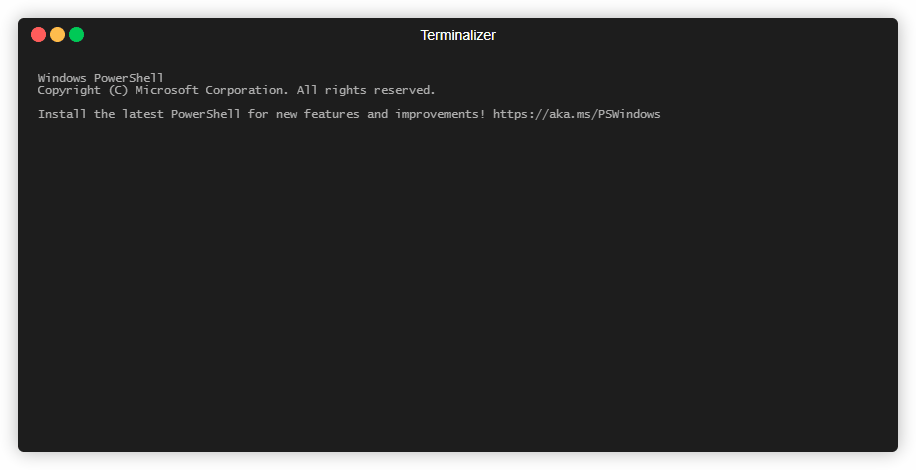 Terminalizer
Windows PowerShell
Copyright (C) Microsoft Corporation. All rights reserved.
Install the latest PowerShell for new features and improvements! https://aka.ms/PSWindows